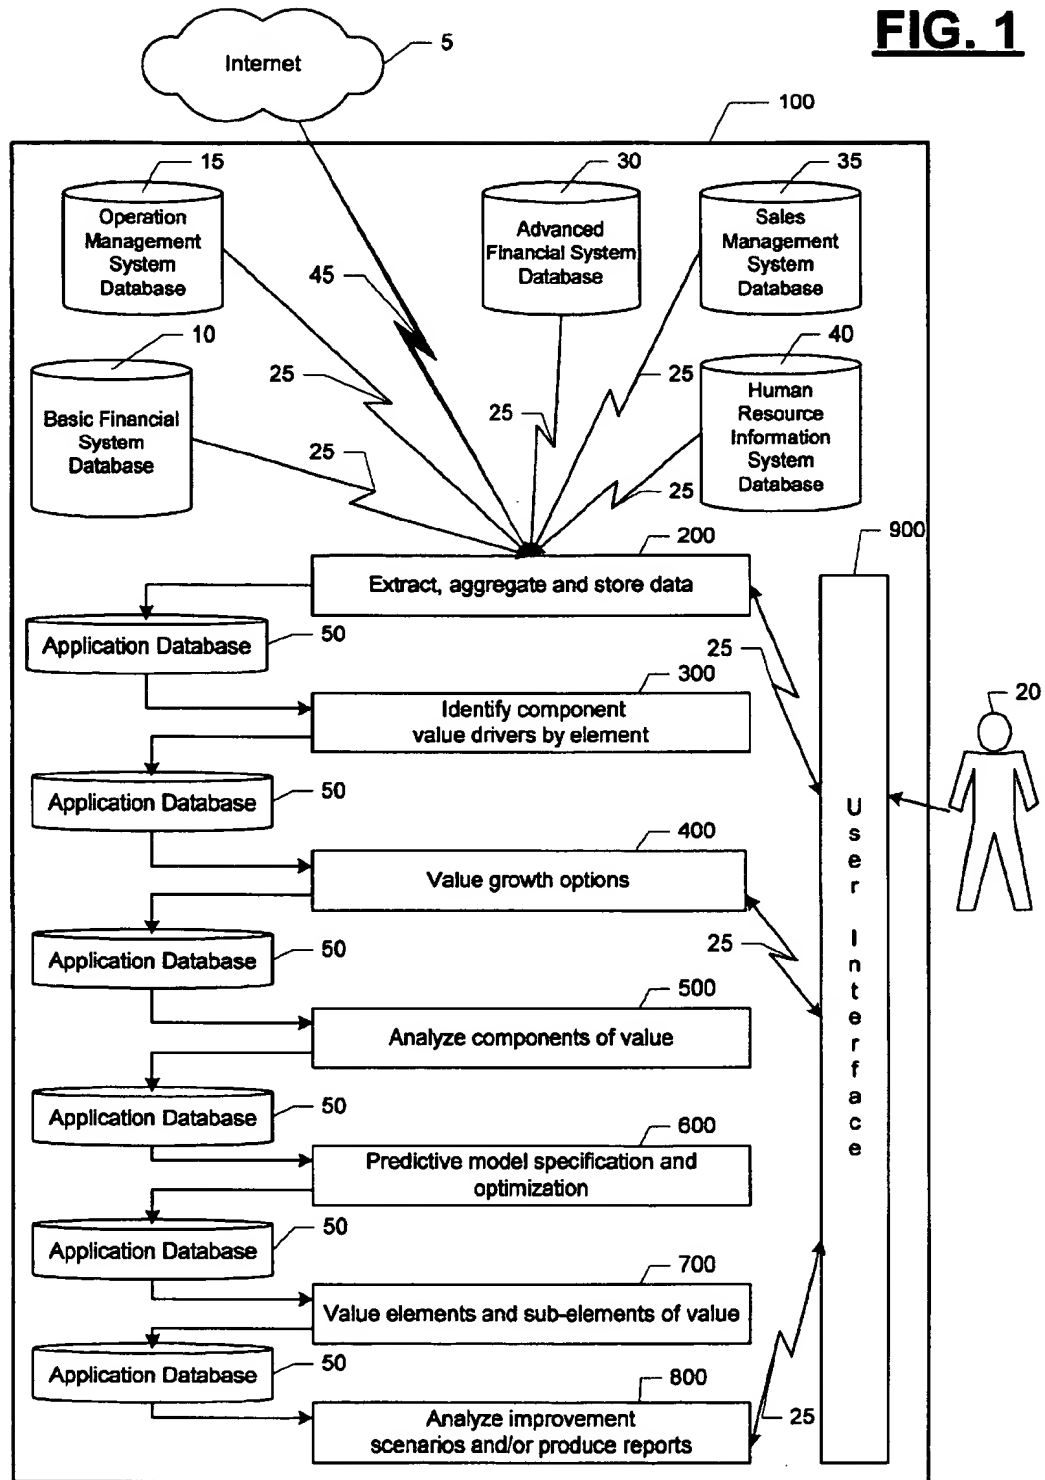 FIG. 1
5
Internet
100
15
30
35
Operation
Management
System
Database
Advanced
Financial System
Database
Sales
Management
System
Database
45
10
40
25
25
25
Basic Financial
System
Database
Human
Resource
Information
System
Database
25
25
200
900
Extract, aggregate and store data
Application Database
50
25
300
Identify component
value drivers by element
20
Application Database
50
User Interface
400
Value growth options
Application Database
50
25
500
Analyze components of value
Application Database
50
600
Predictive model specification and
optimization
Application Database
50
700
Value elements and sub-elements of value
Application Database
50
800
Analyze improvement
scenarios and/or produce reports
25